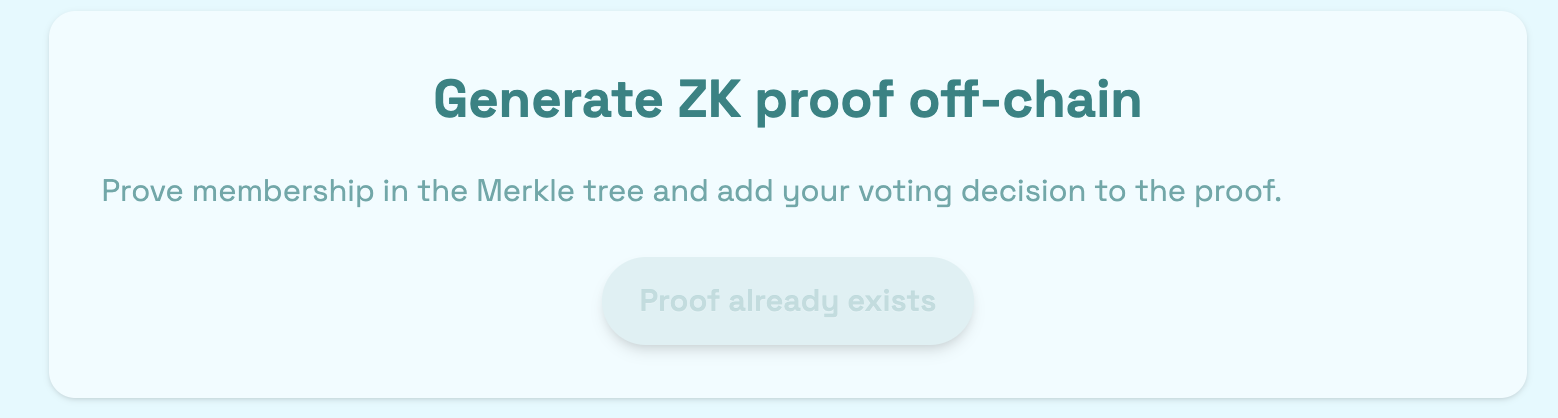 Generate ZK proof off-chain
Prove membership in the Merkle tree and add your voting decision to the proof.
Proof already exists